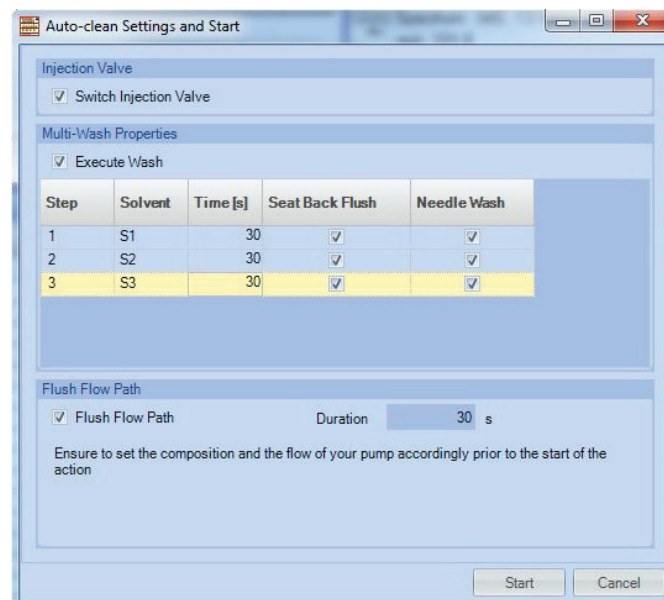 Auto-clean Settings and Start
Injection Valve
Switch Injection Valve
Multi-Wash Properties
Execute Wash
Step Solvent Time [s] Seat Back Flush Needle Wash
1 S1 30
2 S2 30
3 S3 30
Flush Flow Path
Flush Flow Path Duration 30 s
Ensure to set the composition and the flow of your pump accordingly prior to the start of the
action
Start Cancel